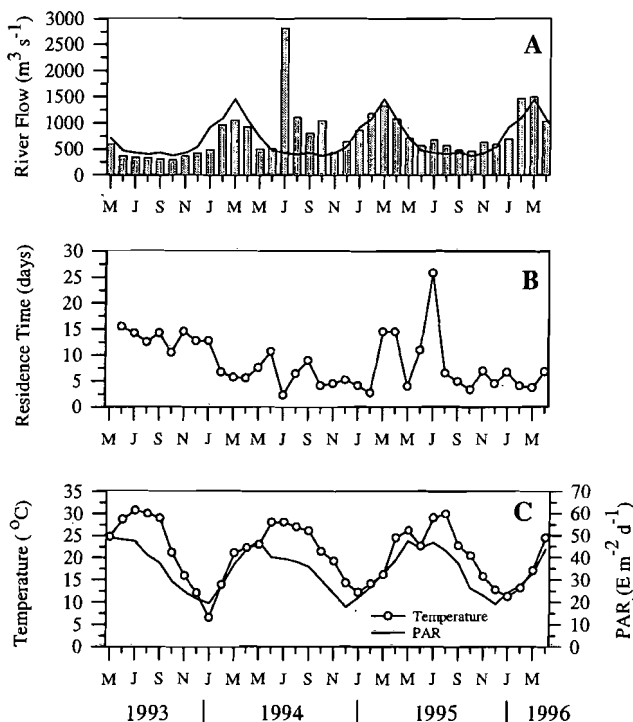 A
River Flow (m³ s⁻¹)
3000
2500
2000
1500
1000
500
0
M J S N J M M J S N J M M J S N J M
B
Residence Time (days)
30
25
20
15
10
5
0
M J S N J M M J S N J M M J S N J M
C
Temperature (°C)
35
30
25
20
15
10
5
0
PAR (E m⁻² d⁻¹)
70
60
50
40
30
20
10
0
Temperature
PAR
M J S N J M M J S N J M M J S N J M
1993 | 1994 | 1995 | 1996